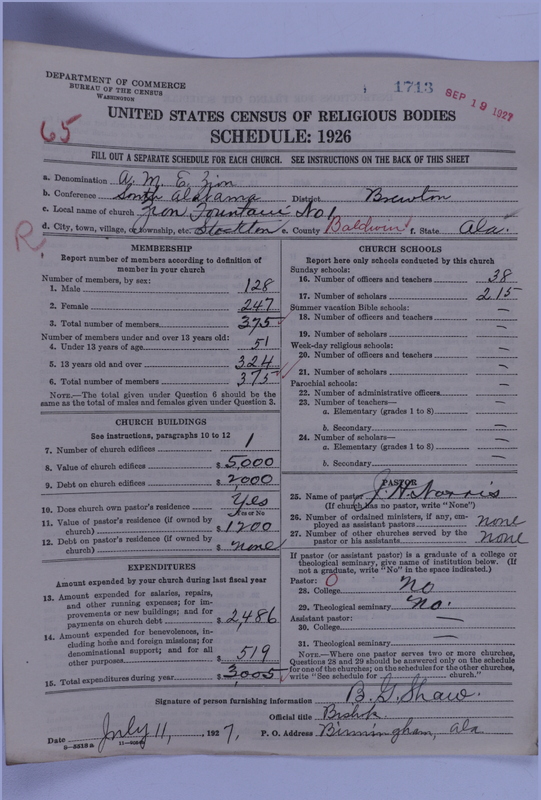 DEPARTMENT OF COMMERCE
BUREAU OF THE CENSUS
WASHINGTON
1713
SEP 19 1927
65
UNITED STATES CENSUS OF RELIGIOUS BODIES
SCHEDULE: 1926
FILL OUT A SEPARATE SCHEDULE FOR EACH CHURCH. SEE INSTRUCTIONS ON THE BACK OF THIS SHEET
a. Denomination A. M. E. Zion
b. Conference South Alabama District Brewton
c. Local name of church Zion Fountain No 1
d. City, town, village, or township, etc. Stockton e. County Baldwin f. State Ala.
R
MEMBERSHIP
Report number of members according to definition of
member in your church
Number of members, by sex:
1. Male 128
2. Female 247
3. Total number of members 375
Number of members under and over 13 years old:
4. Under 13 years of age 51
5. 13 years old and over 324
6. Total number of members 375
NOTE.—The total given under Question 6 should be the
same as the total of males and females given under Question 3.
CHURCH BUILDINGS
See instructions, paragraphs 10 to 12
7. Number of church edifices 1
8. Value of church edifices $ 5,000
9. Debt on church edifices $ 2000
10. Does church own pastor's residence Yes
Yes or No
11. Value of pastor's residence (if owned by
church) $ 1200
12. Debt on pastor's residence (if owned by
church) $ none
EXPENDITURES
Amount expended by your church during last fiscal year
13. Amount expended for salaries, repairs,
and other running expenses; for im-
provements or new buildings; and for
payments on church debt $ 2,486
14. Amount expended for benevolences, in-
cluding home and foreign missions; for
denominational support; and for all
other purposes $ 519
15. Total expenditures during year $ 3005
CHURCH SCHOOLS
Report here only schools conducted by this church
Sunday schools:
16. Number of officers and teachers 38
17. Number of scholars 215
Summer vacation Bible schools:
18. Number of officers and teachers —
19. Number of scholars —
Week-day religious schools:
20. Number of officers and teachers —
21. Number of scholars —
Parochial schools:
22. Number of administrative officers —
23. Number of teachers—
a. Elementary (grades 1 to 8) —
b. Secondary —
24. Number of scholars—
a. Elementary (grades 1 to 8) —
b. Secondary —
PASTOR
25. Name of pastor J. H. Norris
(If church has no pastor, write "None")
26. Number of ordained ministers, if any, em-
ployed as assistant pastors none
27. Number of other churches served by the
pastor or his assistants none
If pastor (or assistant pastor) is a graduate of a college or
theological seminary, give name of institution below. (If
not a graduate, write "No" in the space indicated.)
Pastor: O
28. College no
29. Theological seminary no.
Assistant pastor:
30. College —
31. Theological seminary —
NOTE.—Where one pastor serves two or more churches,
Questions 28 and 29 should be answered only on the schedule
for one of the churches; on the schedules for the other churches,
write "See schedule for church."
Signature of person furnishing information B. G. Shaw.
Official title Bishop
Date July 11, 1927, P. O. Address Birmingham, Ala